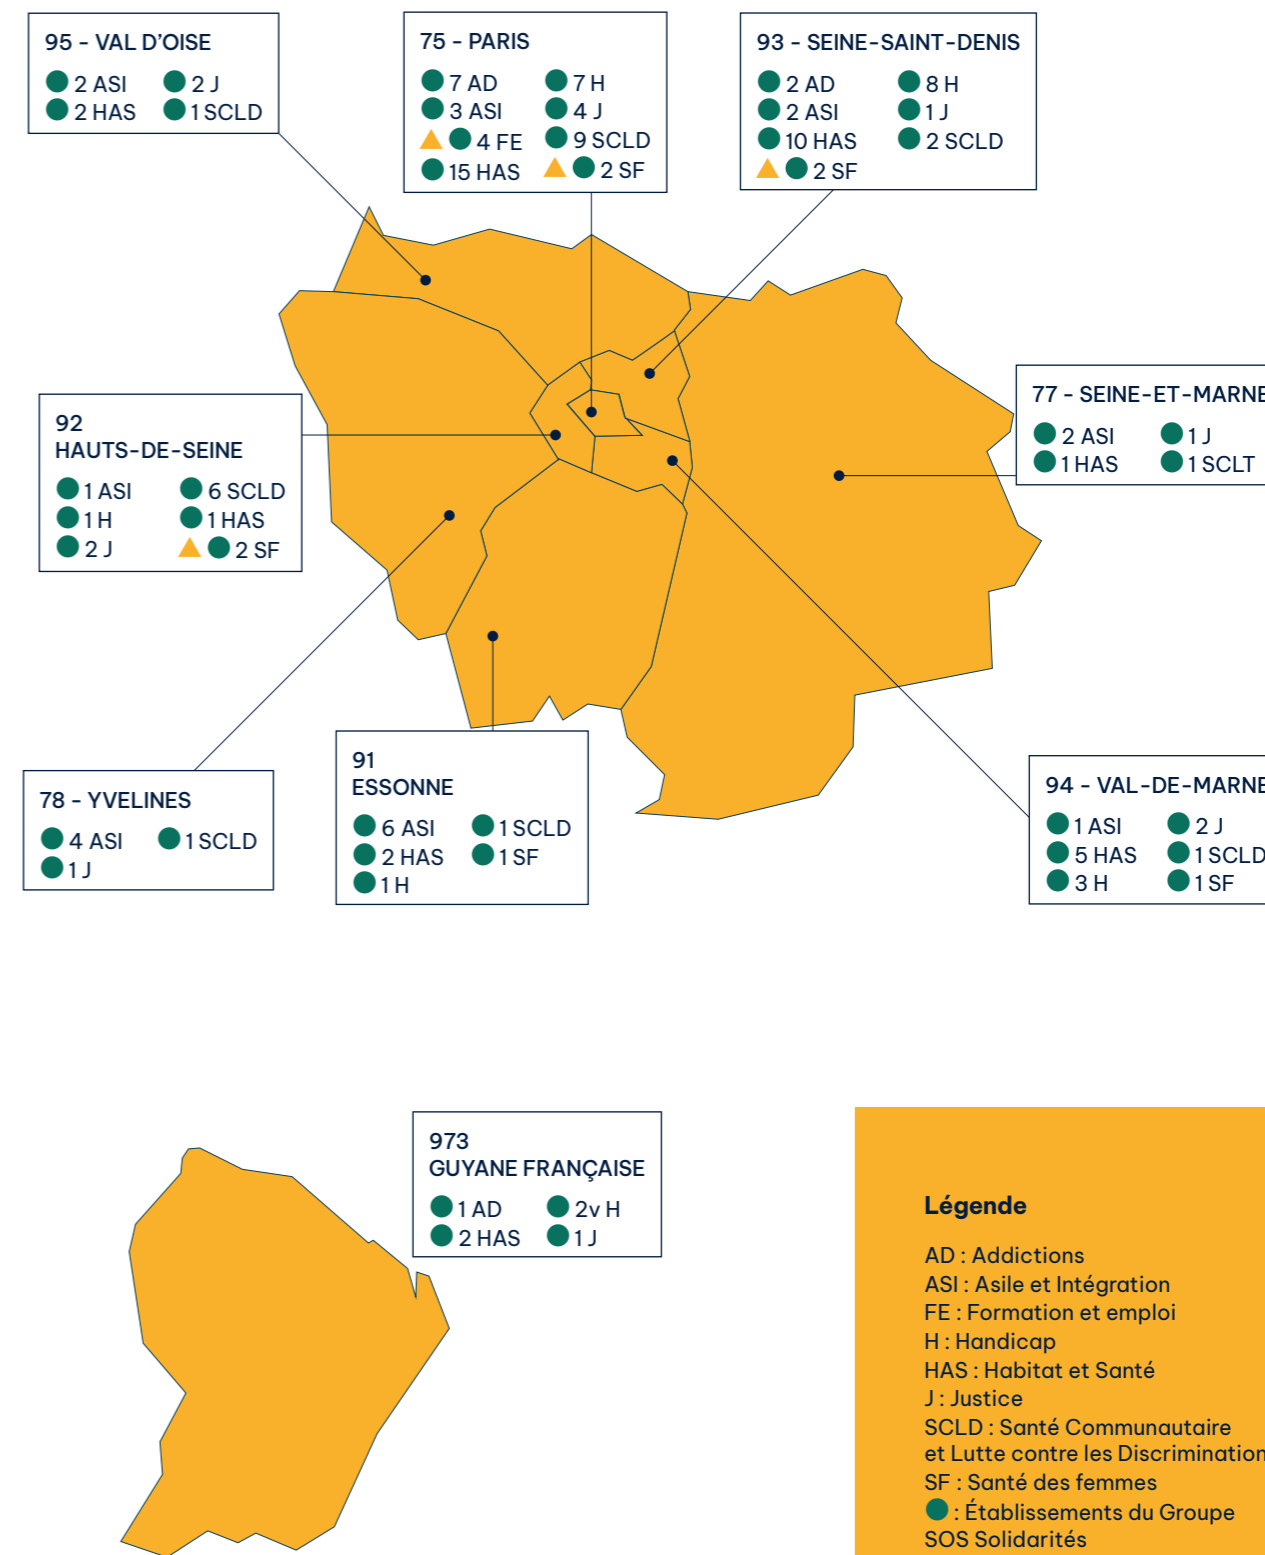 95 - VAL D’OISE
2 ASI 2 J
2 HAS 1 SCLD
75 - PARIS
7 AD 7 H
3 ASI 4 J
4 FE 9 SCLD
15 HAS 2 SF
93 - SEINE-SAINT-DENIS
2 AD 8 H
2 ASI 1 J
10 HAS 2 SCLD
2 SF
92
HAUTS-DE-SEINE
1 ASI 6 SCLD
1 H 1 HAS
2 J 2 SF
77 - SEINE-ET-MARNE
2 ASI 1 J
1 HAS 1 SCLT
78 - YVELINES
4 ASI 1 SCLD
1 J
91
ESSONNE
6 ASI 1 SCLD
2 HAS 1 SF
1 H
94 - VAL-DE-MARNE
1 ASI 2 J
5 HAS 1 SCLD
3 H 1 SF
973
GUYANE FRANÇAISE
1 AD 2v H
2 HAS 1 J
Légende
AD : Addictions
ASI : Asile et Intégration
FE : Formation et emploi
H : Handicap
HAS : Habitat et Santé
J : Justice
SCLD : Santé Communautaire
et Lutte contre les Discrimination
SF : Santé des femmes
: Établissements du Groupe
SOS Solidarités